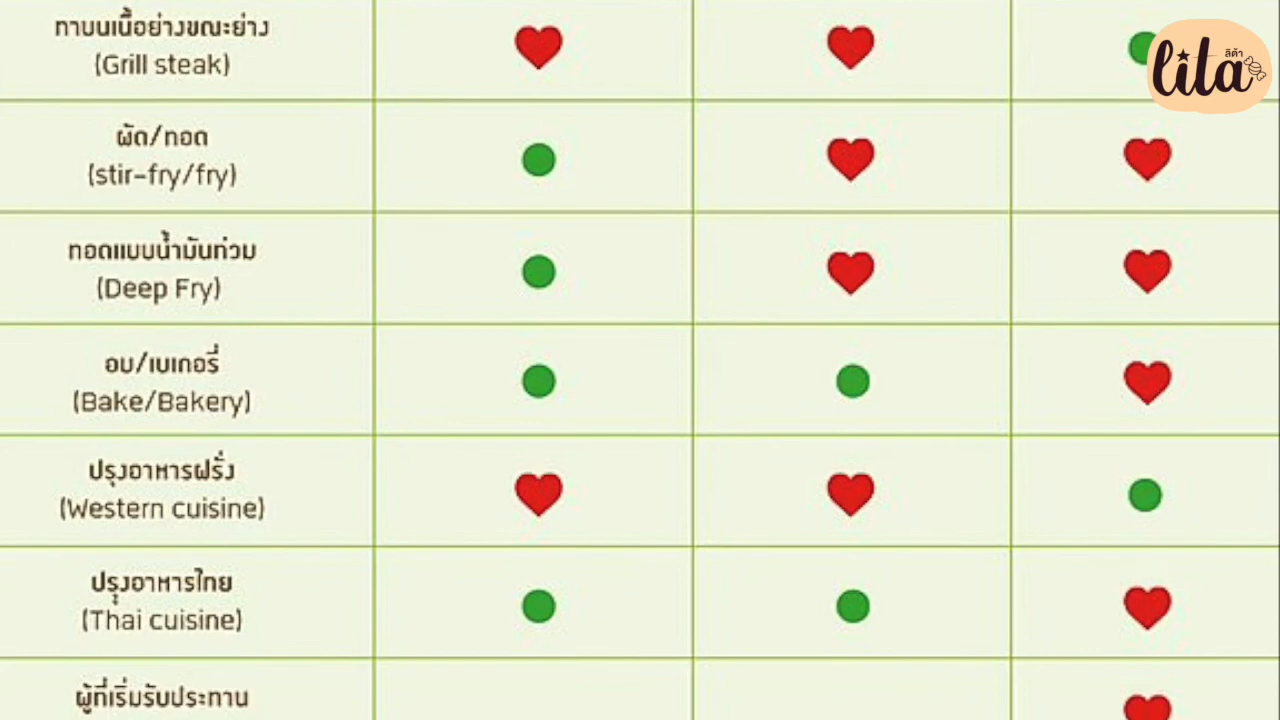 ทาบนเนื้อย่างขณะย่าง
(Grill steak)
ลิต้า
lita
ผัด/ทอด
(stir-fry/fry)
ทอดแบบน้ำมันท่วม
(Deep Fry)
อบ/เบเกอรี่
(Bake/Bakery)
ปรุงอาหารฝรั่ง
(Western cuisine)
ปรุงอาหารไทย
(Thai cuisine)
ผู้ที่เริ่มรับประทาน